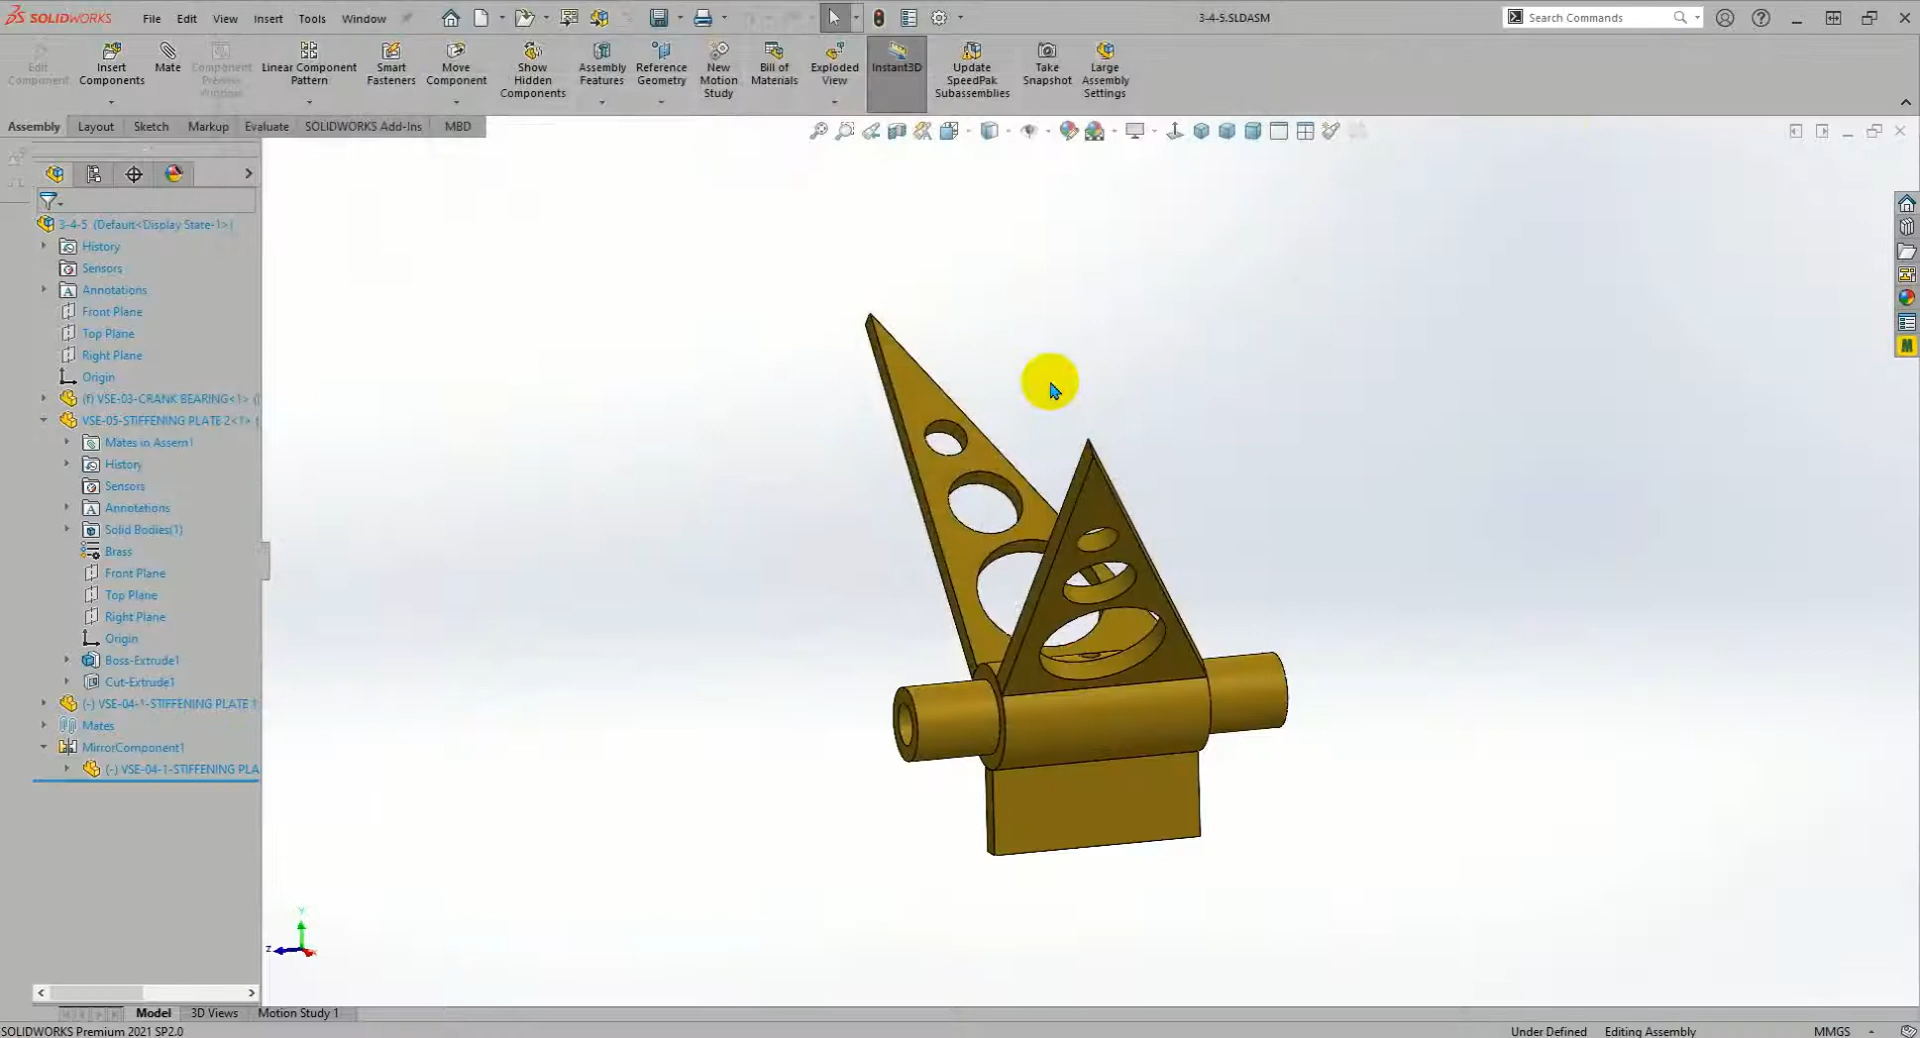 SOLIDWORKS File Edit View Insert Tools Window 3-4-5.SLDASM Search Commands
Edit Component
Insert Components
Mate
Component Preview Window
Linear Component Pattern
Smart Fasteners
Move Component
Show Hidden Components
Assembly Features
Reference Geometry
New Motion Study
Bill of Materials
Exploded View
Instant3D
Update SpeedPak Subassemblies
Take Snapshot
Large Assembly Settings
Assembly Layout Sketch Markup Evaluate SOLIDWORKS Add-Ins MBD
3-4-5 (Default<Display State-1>)
History
Sensors
Annotations
Front Plane
Top Plane
Right Plane
Origin
(f) VSE-03-CRANK BEARING<1> (
VSE-05-STIFFENING PLATE 2<1>
Mates in Assem1
History
Sensors
Annotations
Solid Bodies(1)
Brass
Front Plane
Top Plane
Right Plane
Origin
Boss-Extrude1
Cut-Extrude1
(-) VSE-04-1-STIFFENING PLATE 1
Mates
MirrorComponent1
(-) VSE-04-1-STIFFENING PLA
Y
Z
Model 3D Views Motion Study 1
SOLIDWORKS Premium 2021 SP2.0 Under Defined Editing Assembly MMGS